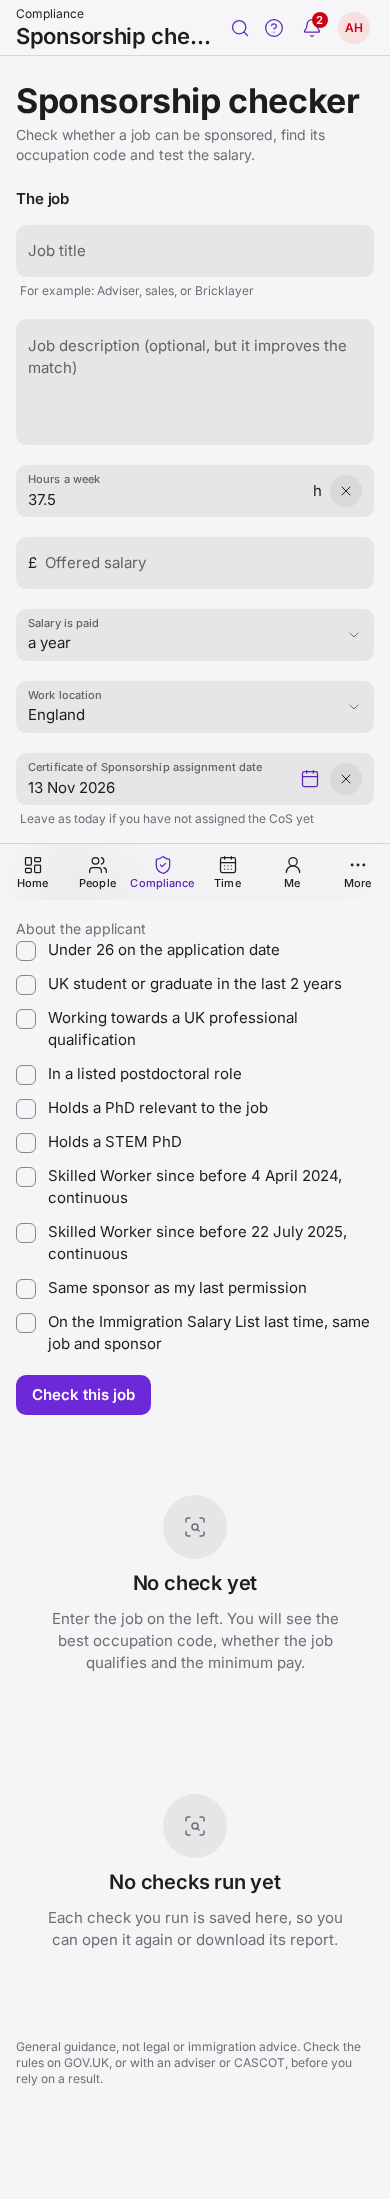 Compliance
Sponsorship che...
2
AH
Sponsorship checker
Check whether a job can be sponsored, find its
occupation code and test the salary.
The job
Job title
For example: Adviser, sales, or Bricklayer
Job description (optional, but it improves the
match)
Hours a week
37.5
h
£ Offered salary
Salary is paid
a year
Work location
England
Certificate of Sponsorship assignment date
13 Nov 2026
Leave as today if you have not assigned the CoS yet
Home People Compliance Time Me More
About the applicant
Under 26 on the application date
UK student or graduate in the last 2 years
Working towards a UK professional
qualification
In a listed postdoctoral role
Holds a PhD relevant to the job
Holds a STEM PhD
Skilled Worker since before 4 April 2024,
continuous
Skilled Worker since before 22 July 2025,
continuous
Same sponsor as my last permission
On the Immigration Salary List last time, same
job and sponsor
Check this job
No check yet
Enter the job on the left. You will see the
best occupation code, whether the job
qualifies and the minimum pay.
No checks run yet
Each check you run is saved here, so you
can open it again or download its report.
General guidance, not legal or immigration advice. Check the
rules on GOV.UK, or with an adviser or CASCOT, before you
rely on a result.